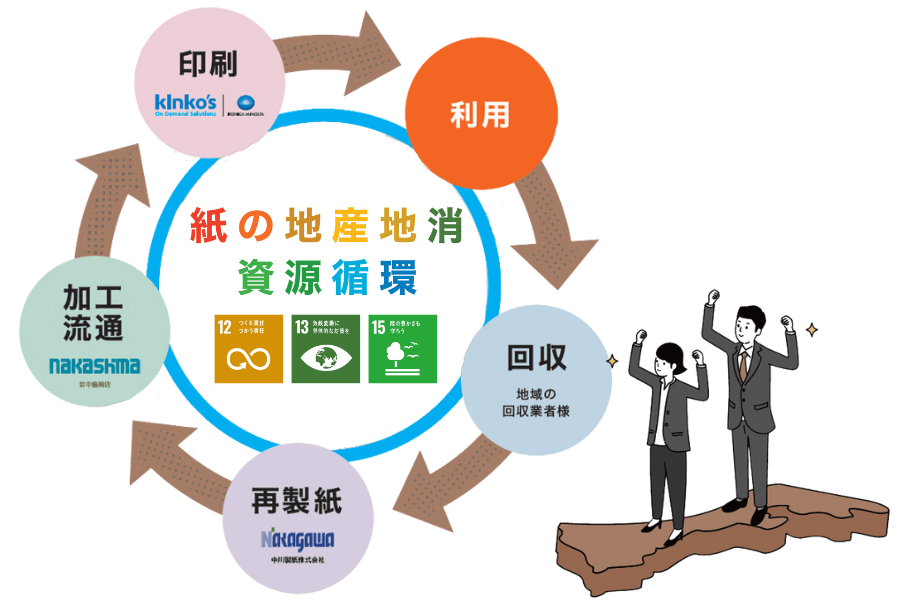 印刷
kinko's
On Demand Solutions
KONICA MINOLTA
利用
紙の地産地消
資源循環
12 つくる責任
つかう責任
13 気候変動に
具体的な対策を
15 陸の豊かさも
守ろう
加工
流通
nakashima
㈱中島商店
回収
地域の
回収業者様
再製紙
NAKAGAWA
中川製紙株式会社